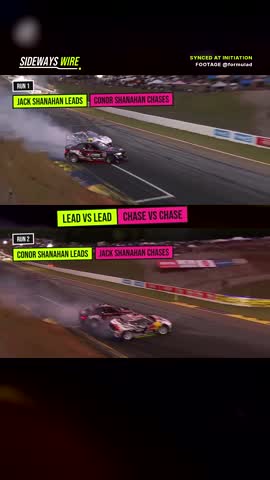 SIDEWAYS WIRE
SYNCED AT INITIATION
FOOTAGE @formulad
RUN 1
JACK SHANAHAN LEADS CONOR SHANAHAN CHASES
LEAD VS LEAD CHASE VS CHASE
RUN 2
CONOR SHANAHAN LEADS JACK SHANAHAN CHASES